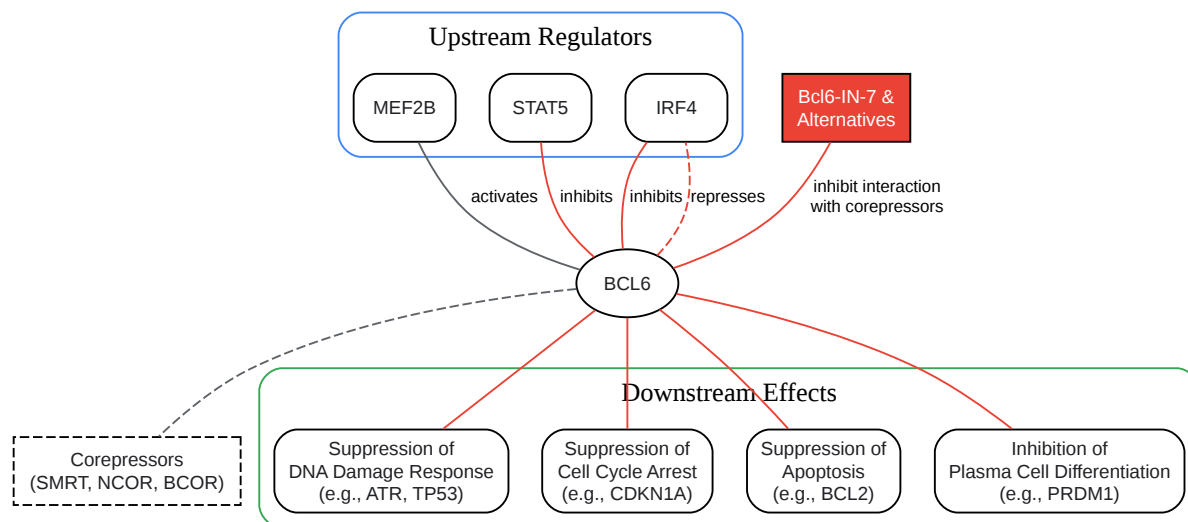 Upstream Regulators
MEF2B
STAT5
IRF4
Bcl6-IN-7 &
Alternatives
activates
inhibits
inhibits
represses
inhibit interaction
with corepressors
BCL6
Downstream Effects
Corepressors
(SMRT, NCOR, BCOR)
Suppression of
DNA Damage Response
(e.g., ATR, TP53)
Suppression of
Cell Cycle Arrest
(e.g., CDKN1A)
Suppression of
Apoptosis
(e.g., BCL2)
Inhibition of
Plasma Cell Differentiation
(e.g., PRDM1)